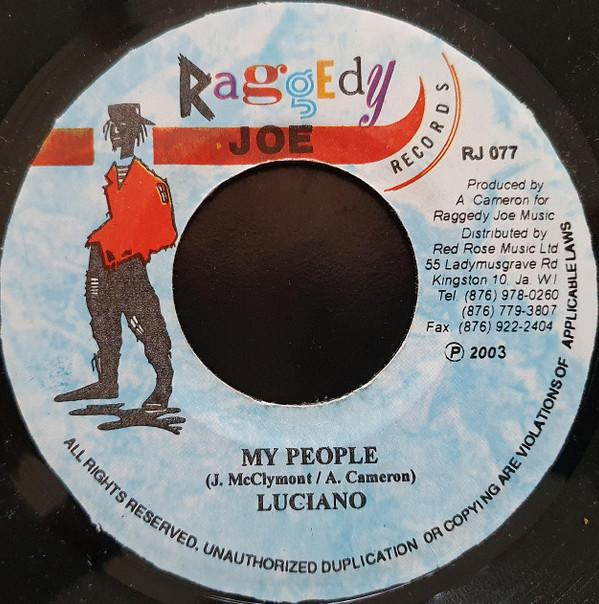 RaggEdy
JOE
RECORDS
RJ 077
Produced by
A Cameron for
Raggedy Joe Music
Distributed by
Red Rose Music Ltd
55 Ladymusgrave Rd
Kingston 10, Ja W I
Tel (876) 978-0260
(876) 779-3807
Fax (876) 922-2404
℗ 2003
MY PEOPLE
(J. McClymont / A. Cameron)
LUCIANO
ALL RIGHTS RESERVED. UNAUTHORIZED DUPLICATION OR COPYING ARE VIOLATIONS OF APPLICABLE LAWS